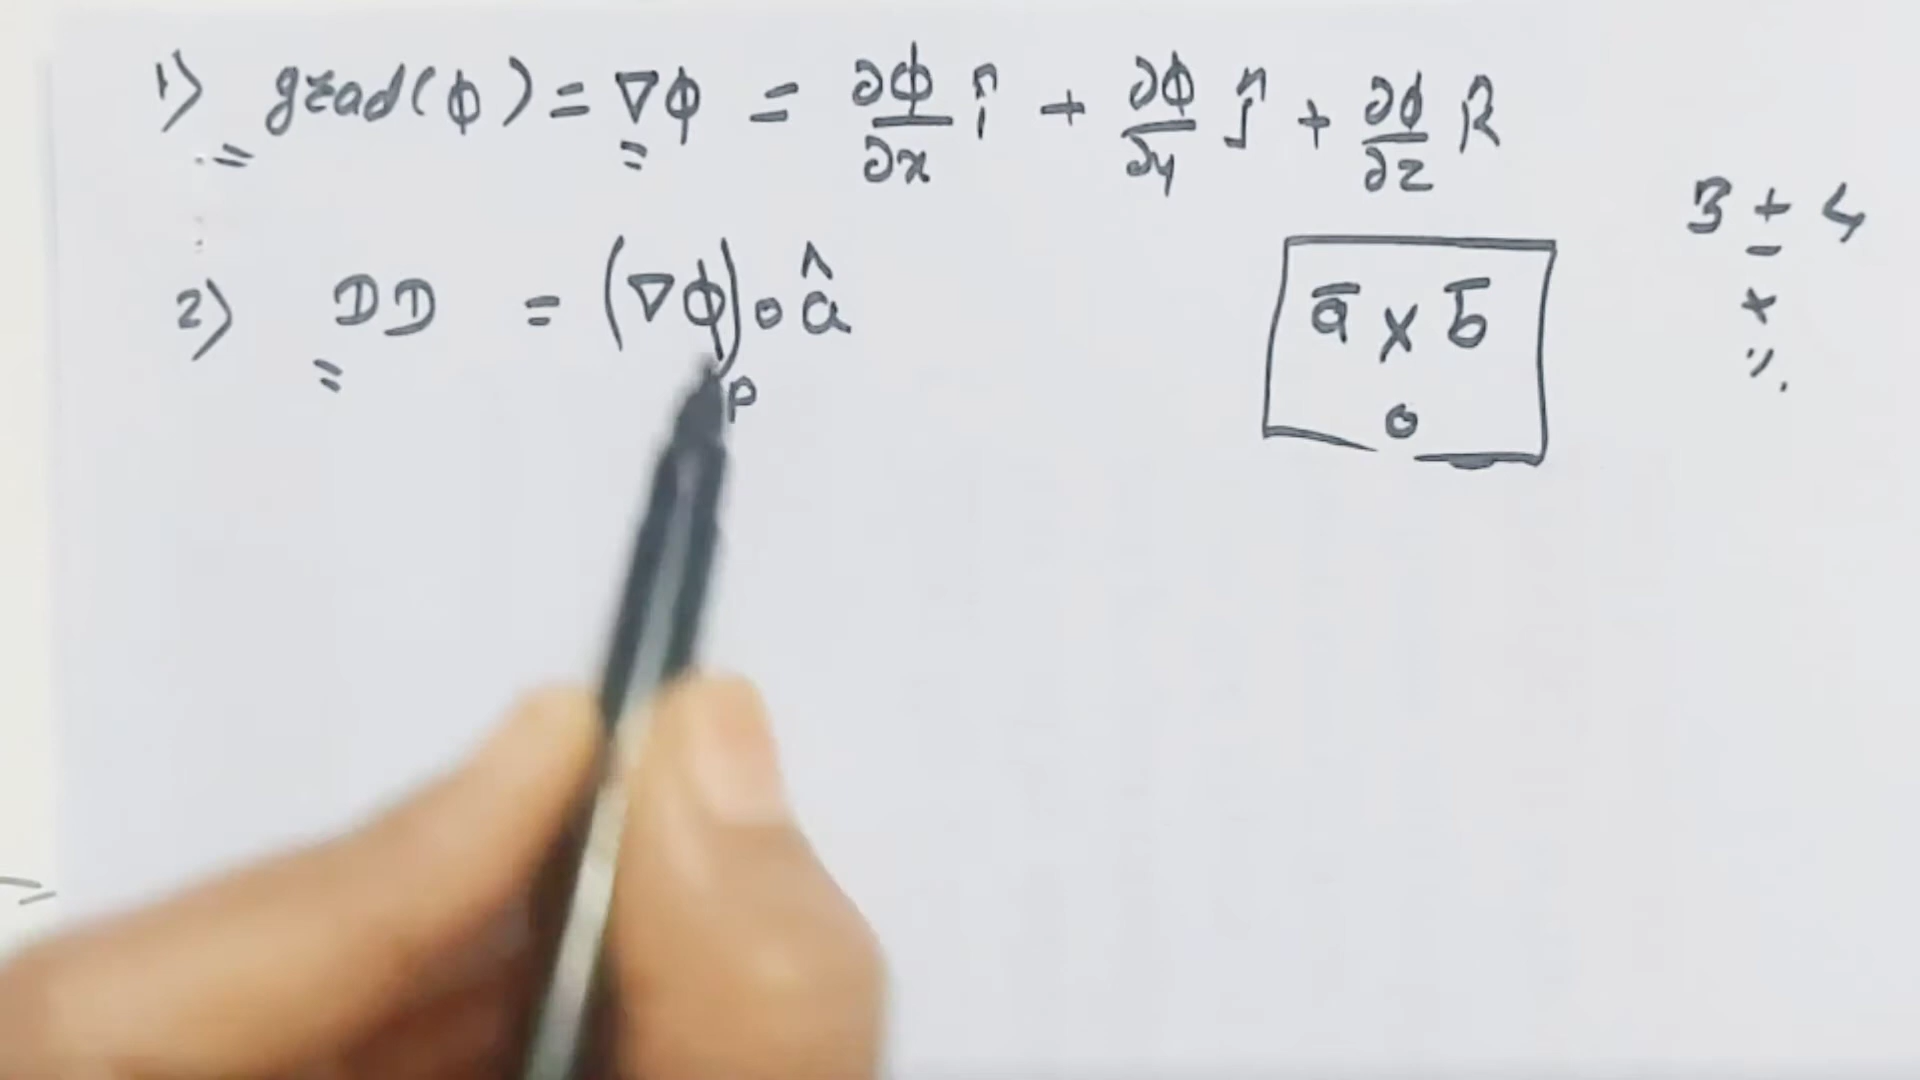 1) grad(ϕ) = ∇ϕ = ∂ϕ/∂x î + ∂ϕ/∂y ĵ + ∂ϕ/∂z k̂
2) DD = (∇ϕ)ₚ ∘ â
a̅ × b̅
∘
3 + 4
-
×